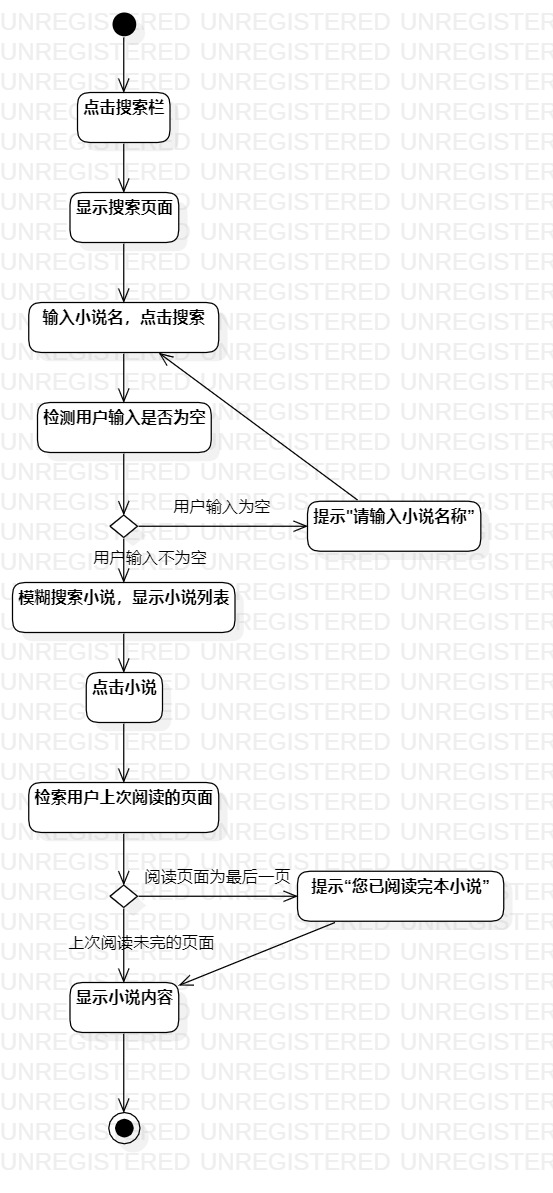 点击搜索栏
显示搜索页面
输入小说名，点击搜索
检测用户输入是否为空
用户输入为空
提示"请输入小说名称"
用户输入不为空
模糊搜索小说，显示小说列表
点击小说
检索用户上次阅读的页面
阅读页面为最后一页
提示“您已阅读完本小说”
上次阅读未完的页面
显示小说内容
UNREGISTERED